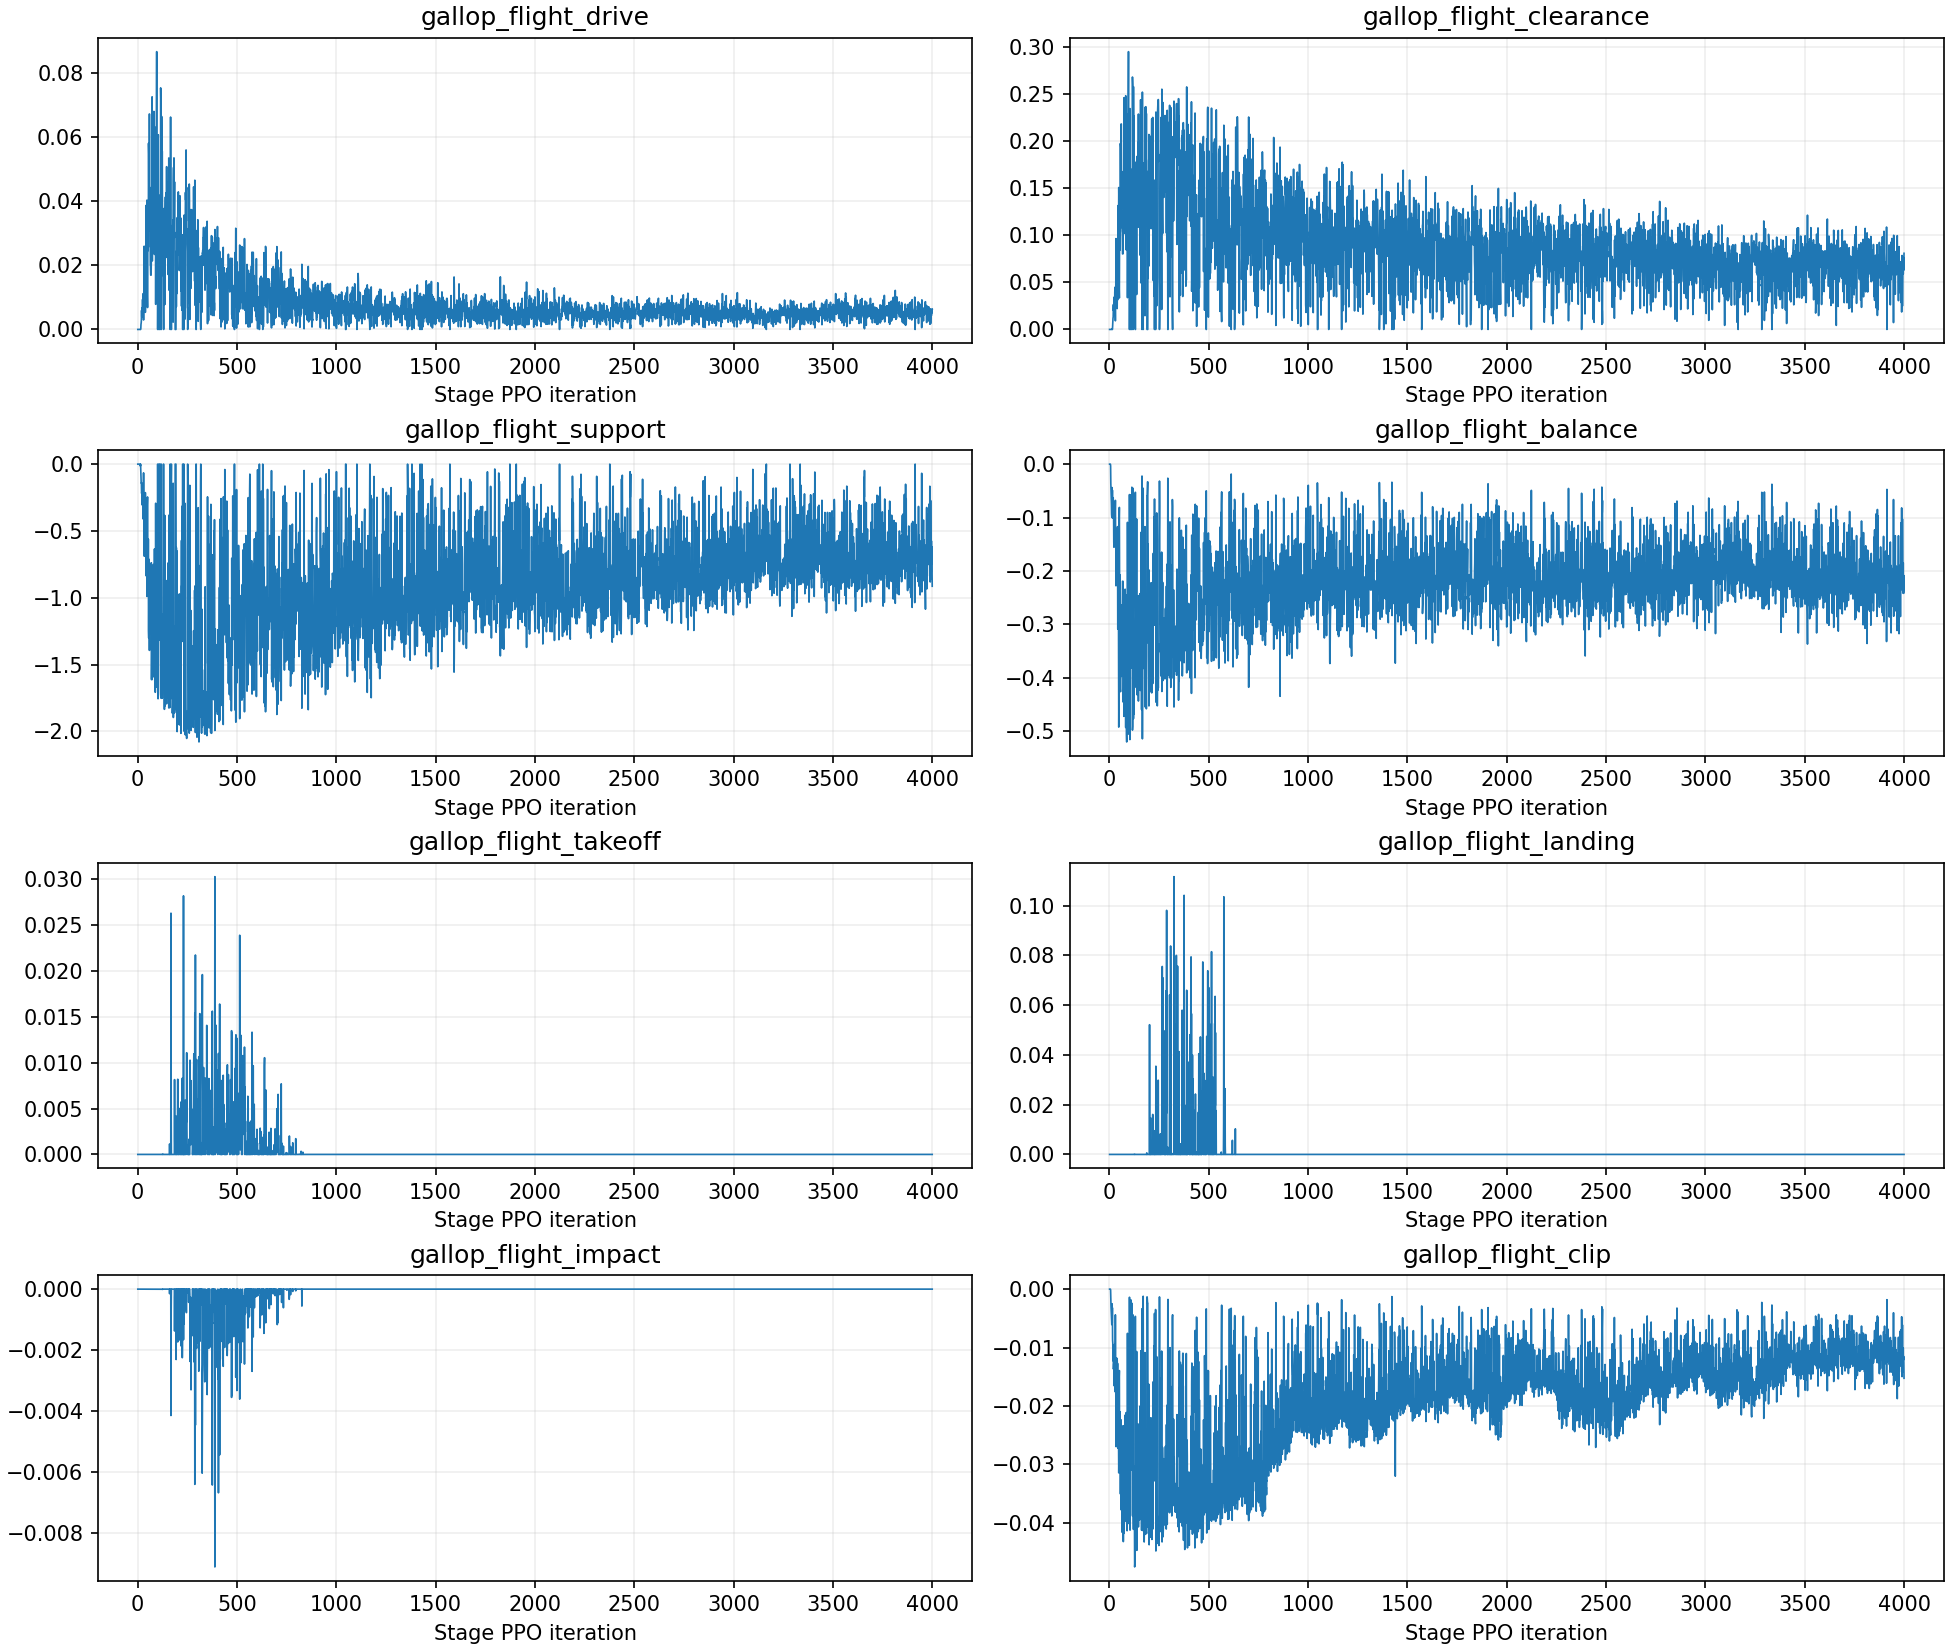 gallop_flight_drive
0.08
0.06
0.04
0.02
0.00
0 500 1000 1500 2000 2500 3000 3500 4000
Stage PPO iteration
gallop_flight_clearance
0.30
0.25
0.20
0.15
0.10
0.05
0.00
0 500 1000 1500 2000 2500 3000 3500 4000
Stage PPO iteration
gallop_flight_support
0.0
−0.5
−1.0
−1.5
−2.0
0 500 1000 1500 2000 2500 3000 3500 4000
Stage PPO iteration
gallop_flight_balance
0.0
−0.1
−0.2
−0.3
−0.4
−0.5
0 500 1000 1500 2000 2500 3000 3500 4000
Stage PPO iteration
gallop_flight_takeoff
0.030
0.025
0.020
0.015
0.010
0.005
0.000
0 500 1000 1500 2000 2500 3000 3500 4000
Stage PPO iteration
gallop_flight_landing
0.10
0.08
0.06
0.04
0.02
0.00
0 500 1000 1500 2000 2500 3000 3500 4000
Stage PPO iteration
gallop_flight_impact
0.000
−0.002
−0.004
−0.006
−0.008
0 500 1000 1500 2000 2500 3000 3500 4000
Stage PPO iteration
gallop_flight_clip
0.00
−0.01
−0.02
−0.03
−0.04
0 500 1000 1500 2000 2500 3000 3500 4000
Stage PPO iteration